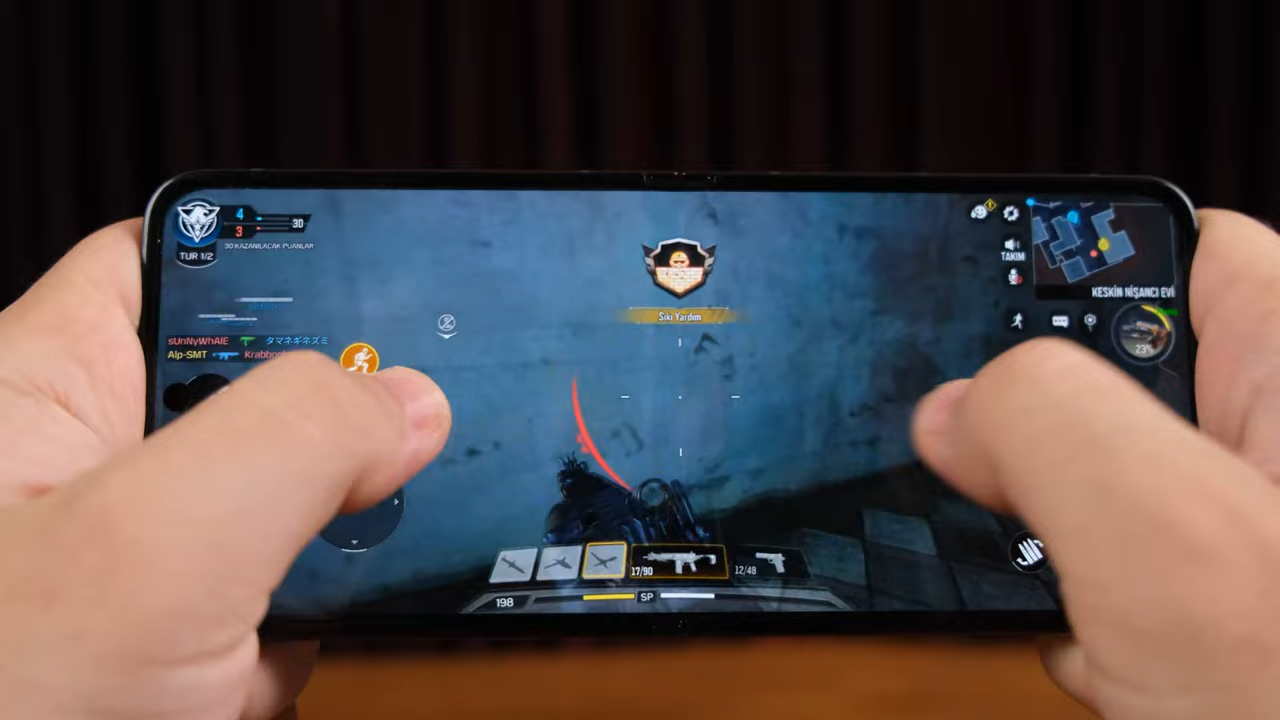 4
3
30
30 KAZANILACAK PUANLAR
TUR 1/2
sUnNyWhAlE タマネギネズミ
Alp-SMT
TAKIM
KESKİN NİŞANCI EVİ
Sıkı Yardım
23%
17/90
12/48
198
SP